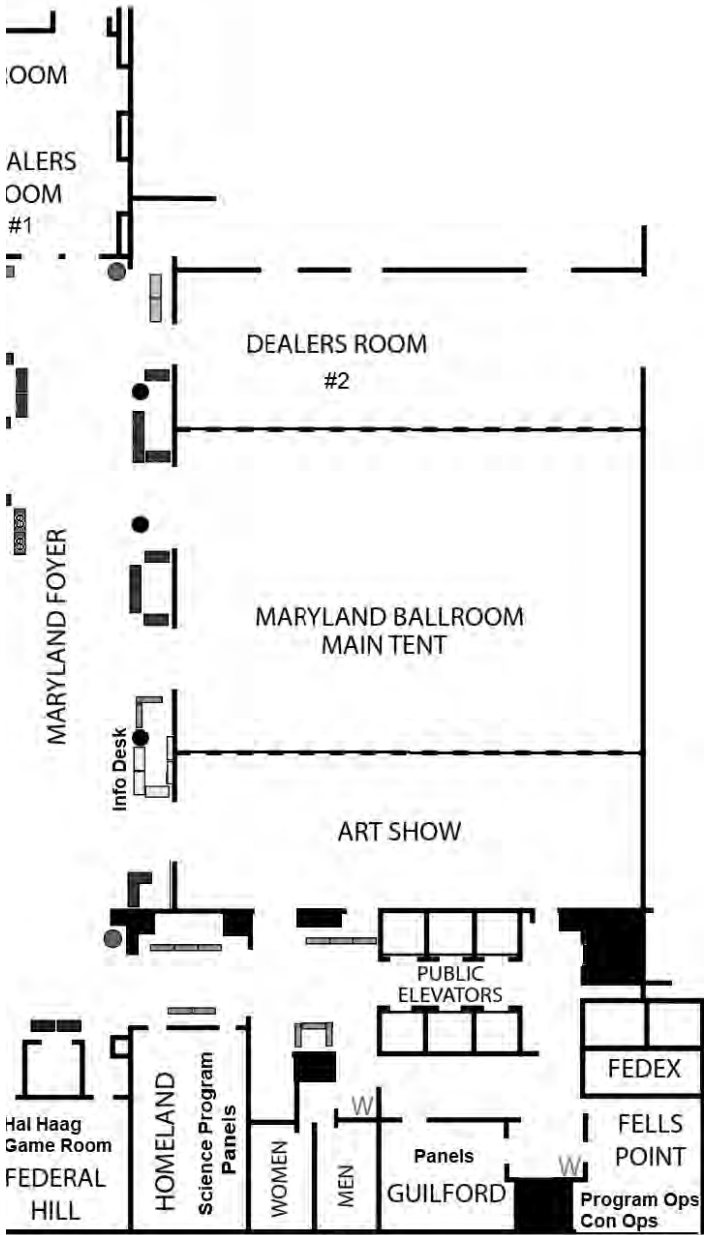 ROOM
ALERS
OOM
#1
DEALERS ROOM
#2
MARYLAND FOYER
MARYLAND BALLROOM
MAIN TENT
Info Desk
ART SHOW
PUBLIC
ELEVATORS
FEDEX
Hal Haag
Game Room
FEDERAL
HILL
HOMELAND
Science Program
Panels
WOMEN
MEN
W
Panels
GUILFORD
W
FELLS
POINT
Program Ops
Con Ops